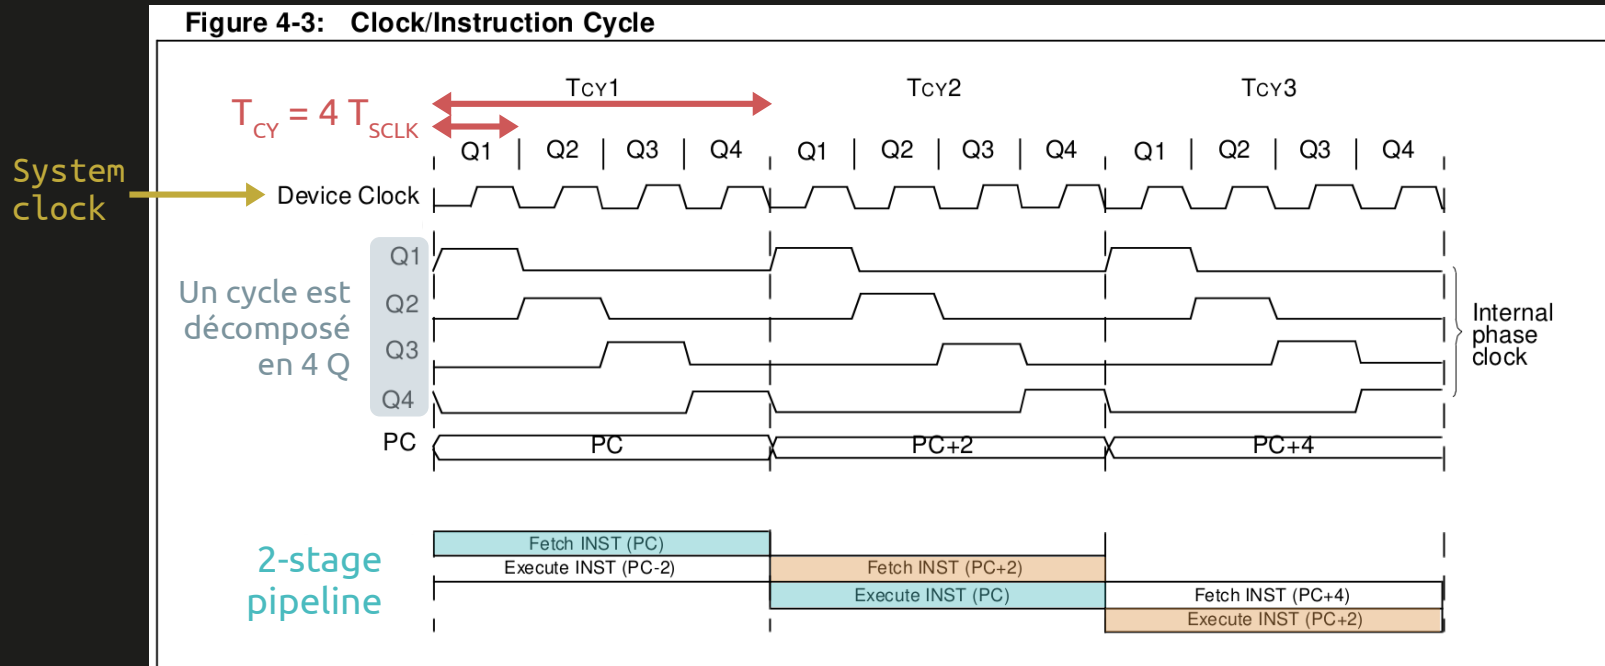 Figure 4-3: Clock/Instruction Cycle
TCY1 TCY2 TCY3
TCY = 4 TSCLK
Q1 Q2 Q3 Q4 Q1 Q2 Q3 Q4 Q1 Q2 Q3 Q4
System
clock
Device Clock
Q1
Un cycle est
décomposé
en 4 Q
Q2
Q3
Q4
Internal
phase
clock
PC PC PC+2 PC+4
2-stage
pipeline
Fetch INST (PC)
Execute INST (PC-2) Fetch INST (PC+2)
Execute INST (PC) Fetch INST (PC+4)
Execute INST (PC+2)